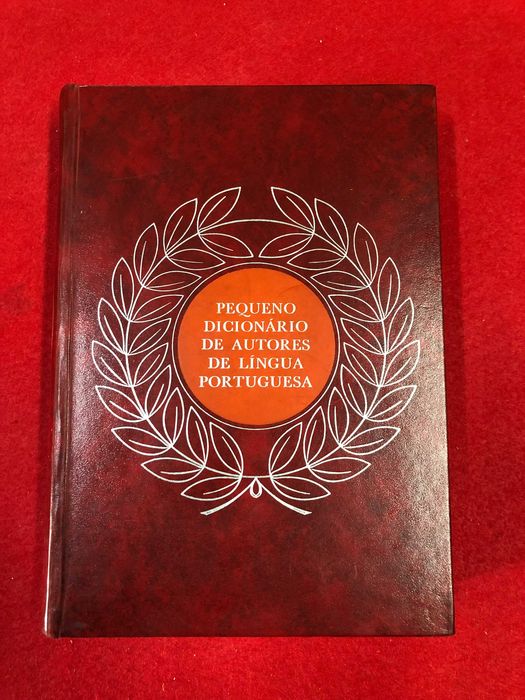 PEQUENO
DICIONÁRIO
DE AUTORES
DE LÍNGUA
PORTUGUESA